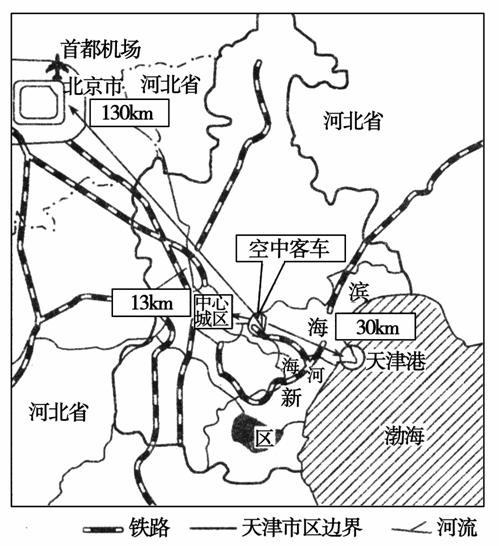 首都机场
北京市
130km
河北省
河北省
空中客车
13km
中心
城区
滨
海
30km
天津港
海
河
新
河北省
区
渤海
铁路
天津市区边界
河流